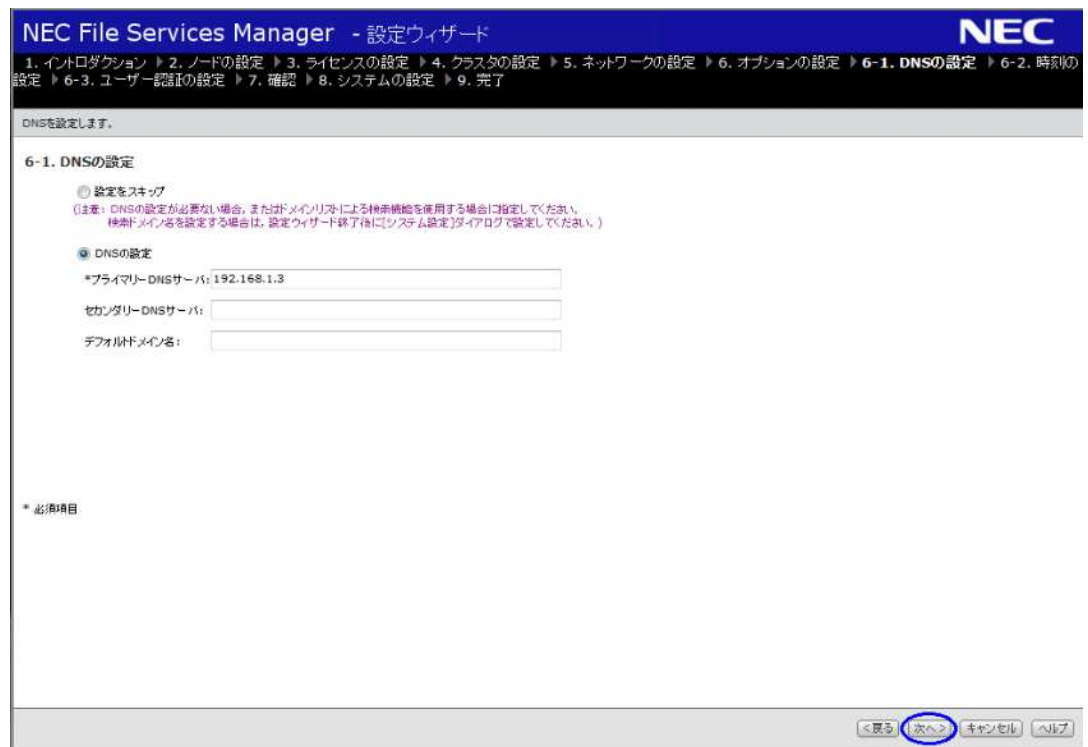 NEC File Services Manager - 設定ウィザード
NEC
1. イントロダクション ▶ 2. ノードの設定 ▶ 3. ライセンスの設定 ▶ 4. クラスタの設定 ▶ 5. ネットワークの設定 ▶ 6. オプションの設定 ▶ 6-1. DNSの設定 ▶ 6-2. 時刻の
設定 ▶ 6-3. ユーザー認証の設定 ▶ 7. 確認 ▶ 8. システムの設定 ▶ 9. 完了
DNSを設定します。
6-1. DNSの設定
設定をスキップ
(注意: DNSの設定が必要ない場合, またはドメインリストによる検索機能を使用する場合に指定してください。
検索ドメイン名を設定する場合は, 設定ウィザード終了後に[システム設定]ダイアログで設定してください。)
DNSの設定
*プライマリーDNSサーバ: 192.168.1.3
セカンダリーDNSサーバ:
デフォルトドメイン名:
* 必須項目
<戻る 次へ> キャンセル ヘルプ